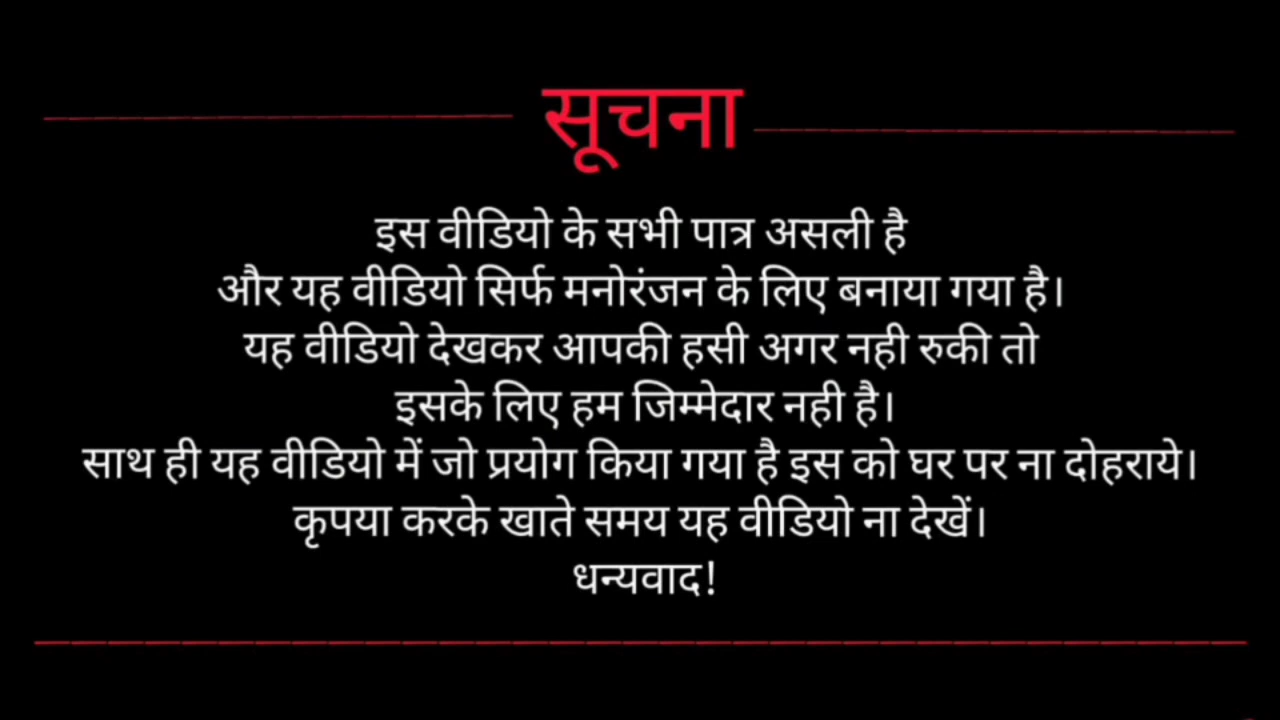 सूचना
इस वीडियो के सभी पात्र असली है
और यह वीडियो सिर्फ मनोरंजन के लिए बनाया गया है।
यह वीडियो देखकर आपकी हसी अगर नही रुकी तो
इसके लिए हम जिम्मेदार नही है।
साथ ही यह वीडियो में जो प्रयोग किया गया है इस को घर पर ना दोहराये।
कृपया करके खाते समय यह वीडियो ना देखें।
धन्यवाद!